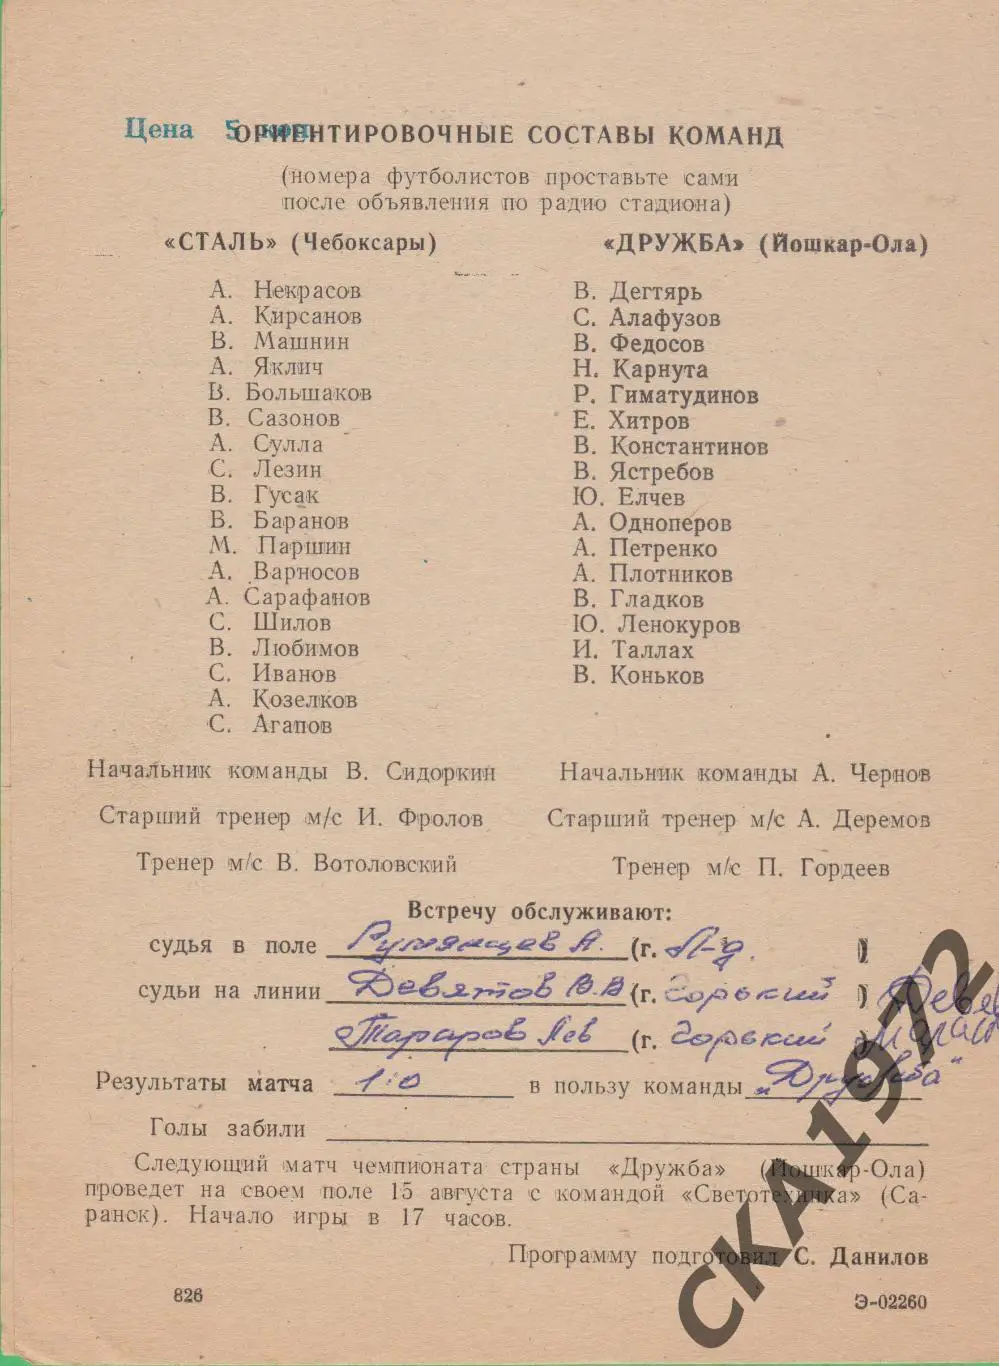 Цена 5 коп.
ОРИЕНТИРОВОЧНЫЕ СОСТАВЫ КОМАНД
(номера футболистов проставьте сами
после объявления по радио стадиона)
«СТАЛЬ» (Чебоксары)
А. Некрасов
А. Кирсанов
В. Машнин
А. Яклич
В. Большаков
В. Сазонов
А. Сулла
С. Лезин
В. Гусак
В. Баранов
М. Паршин
А. Варносов
А. Сарафанов
С. Шилов
В. Любимов
С. Иванов
А. Козелков
С. Агапов
Начальник команды В. Сидоркин
Старший тренер м/с И. Фролов
Тренер м/с В. Вотоловский
«ДРУЖБА» (Йошкар-Ола)
В. Дегтярь
С. Алафузов
В. Федосов
Н. Карнута
Р. Гиматудинов
Е. Хитров
В. Константинов
В. Ястребов
Ю. Елчев
А. Одноперов
А. Петренко
А. Плотников
В. Гладков
Ю. Ленокуров
И. Таллах
В. Коньков
Начальник команды А. Чернов
Старший тренер м/с А. Деремов
Тренер м/с П. Гордеев
Встречу обслуживают:
судья в поле Румянцев А. (г. Л-д. )
судьи на линии Девятов В.В (г. Горький )
Тараров Лев (г. Горький )
Результаты матча 1:0 в пользу команды „Дружба"
Голы забили
Следующий матч чемпионата страны «Дружба» (Йошкар-Ола)
проведет на своем поле 15 августа с командой «Светотехника» (Са-
ранск). Начало игры в 17 часов.
Программу подготовил С. Данилов
826
Э-02260
СКА1972